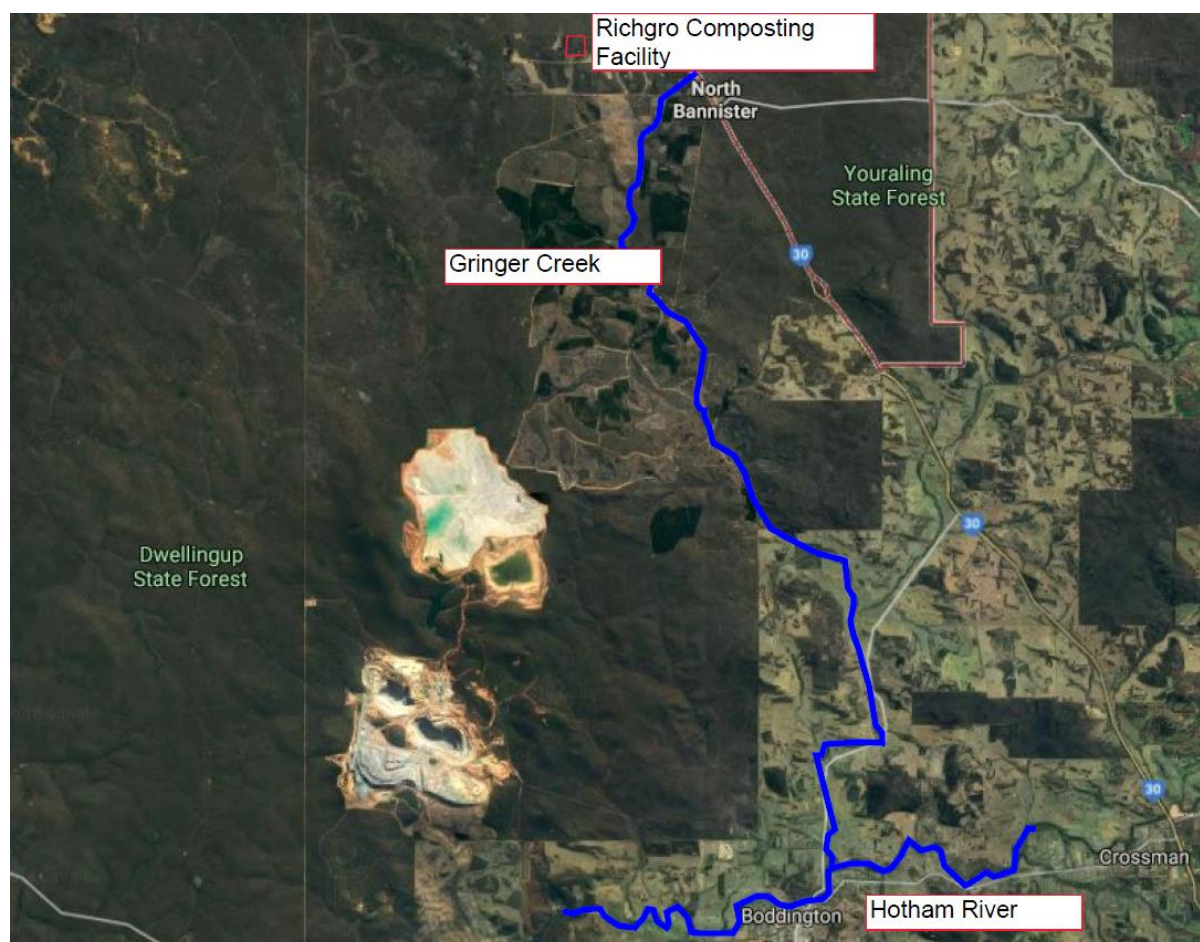 Richgro Composting
Facility
North
Bannister
Youraling
State Forest
30
Gringer Creek
30
Dwellingup
State Forest
30
Crossman
Hotham River
Boddington